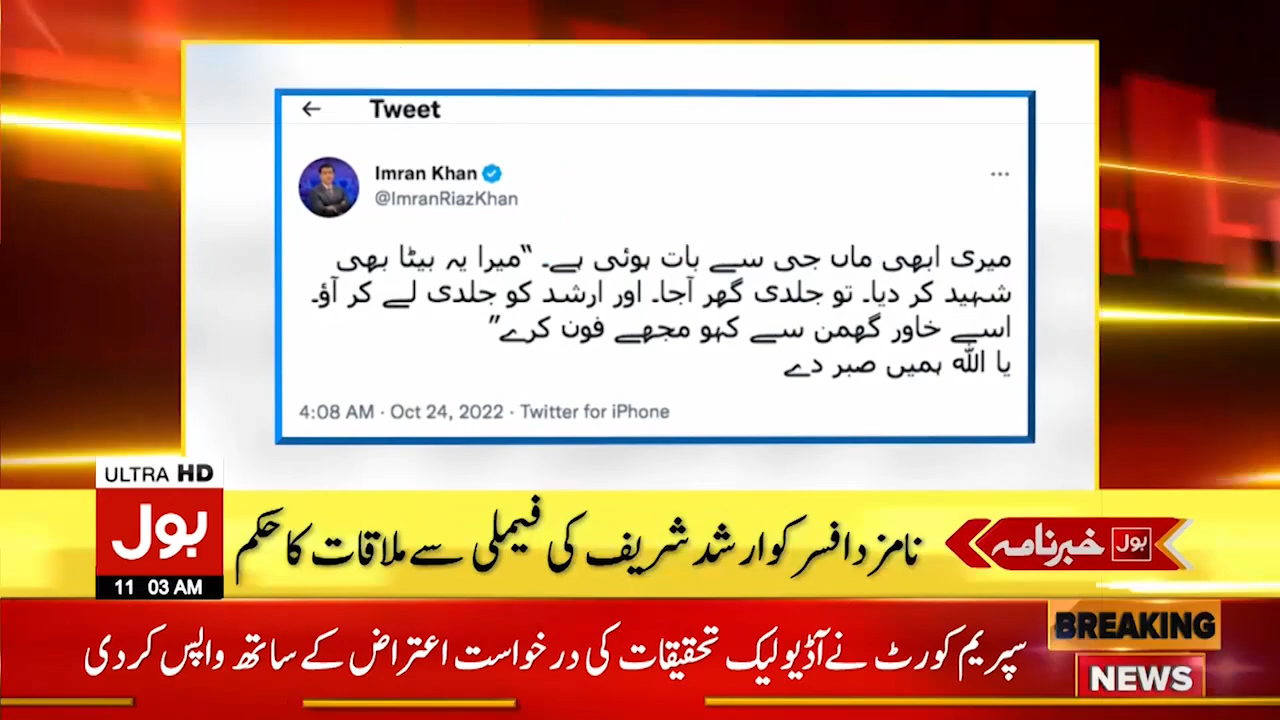 Tweet
Imran Khan
@ImranRiazKhan
میری ابھی ماں جی سے بات ہوئی ہے۔ “میرا یہ بیٹا بھی
شہید کر دیا۔ تو جلدی گھر آجا۔ اور ارشد کو جلدی لے کر آؤ۔
اسے خاور گھمن سے کہو مجھے فون کرے”
یا اللہ ہمیں صبر دے
4:08 AM · Oct 24, 2022 · Twitter for iPhone
ULTRA HD
بول
11 03 AM
نامزد افسر کو ارشد شریف کی فیملی سے ملاقات کا حکم
بول خبرنامہ
BREAKING
NEWS
سپریم کورٹ نے آڈیو لیک تحقیقات کی درخواست اعتراض کے ساتھ واپس کر دی